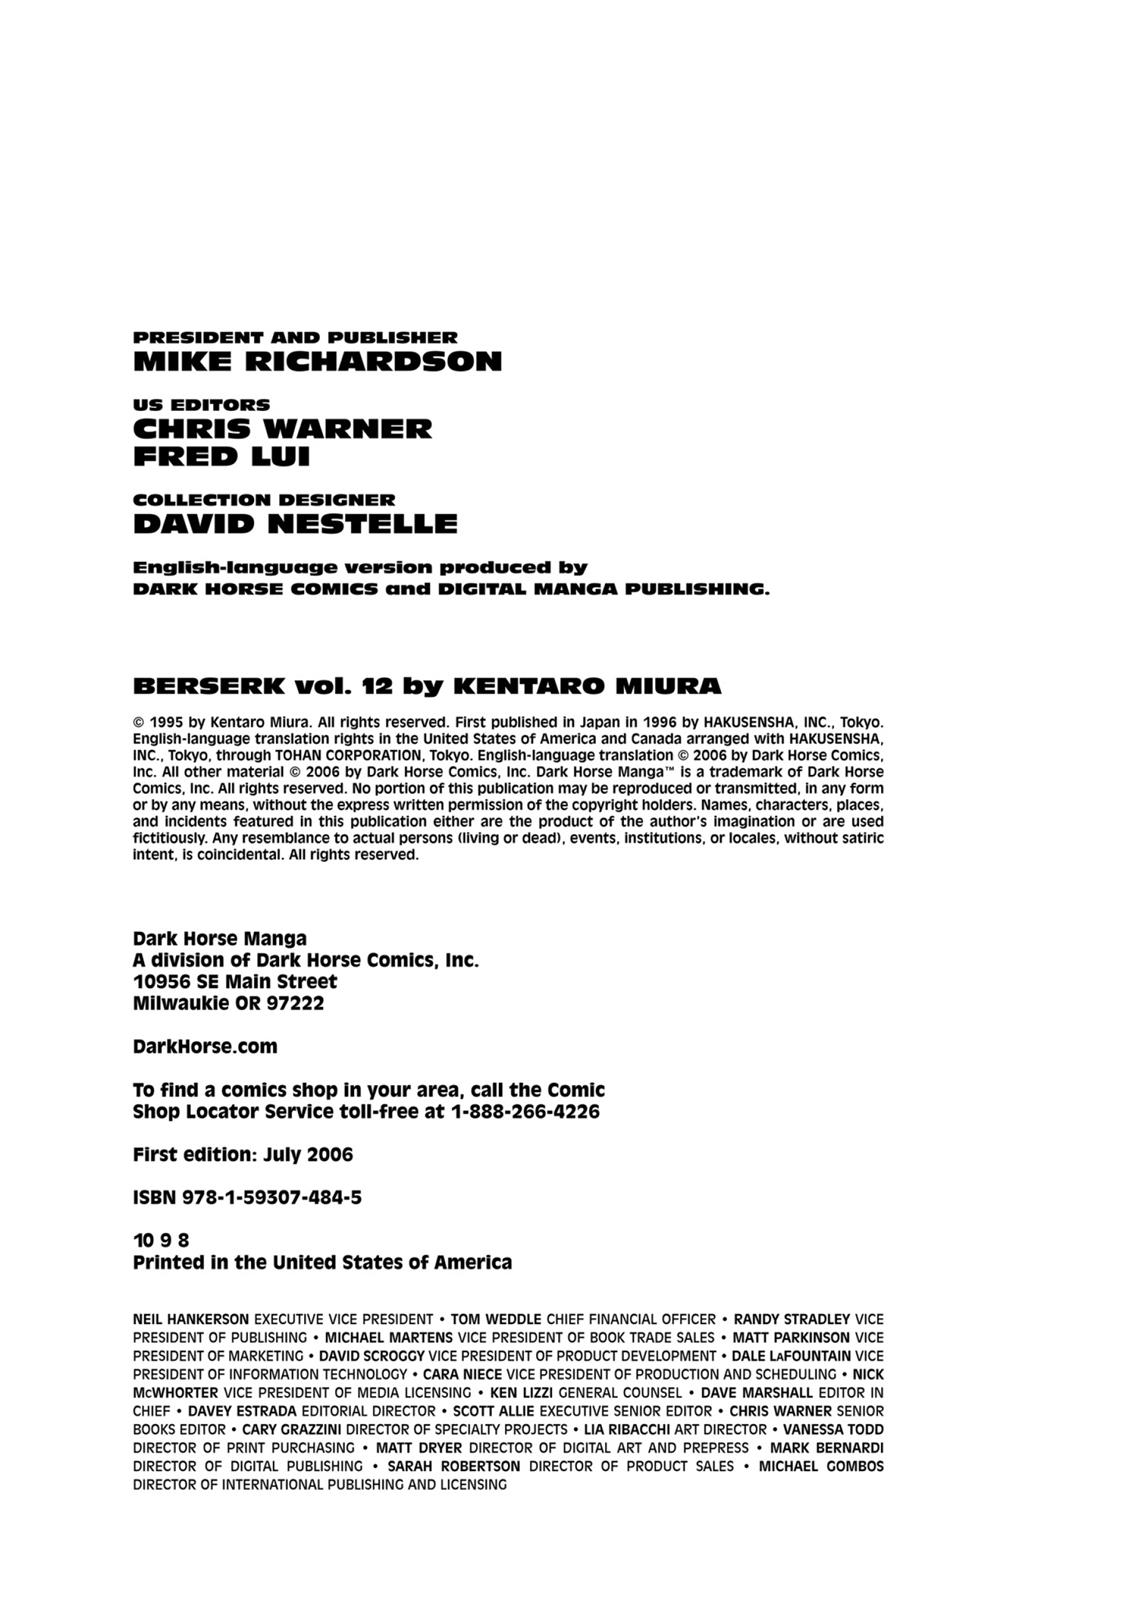 PRESIDENT AND PUBLISHER
MIKE RICHARDSON
US EDITORS
CHRIS WARNER
FRED LUI
COLLECTION DESIGNER
DAVID NESTELLE
English-language version produced by
DARK HORSE COMICS and DIGITAL MANGA PUBLISHING.
BERSERK vol. 12 by KENTARO MIURA
© 1995 by Kentaro Miura. All rights reserved. First published in Japan in 1996 by HAKUSENSHA, INC., Tokyo.
English-language translation rights in the United States of America and Canada arranged with HAKUSENSHA,
INC., Tokyo, through TOHAN CORPORATION, Tokyo. English-language translation © 2006 by Dark Horse Comics,
Inc. All other material © 2006 by Dark Horse Comics, Inc. Dark Horse Manga™ is a trademark of Dark Horse
Comics, Inc. All rights reserved. No portion of this publication may be reproduced or transmitted, in any form
or by any means, without the express written permission of the copyright holders. Names, characters, places,
and incidents featured in this publication either are the product of the author's imagination or are used
fictitiously. Any resemblance to actual persons (living or dead), events, institutions, or locales, without satiric
intent, is coincidental. All rights reserved.
Dark Horse Manga
A division of Dark Horse Comics, Inc.
10956 SE Main Street
Milwaukie OR 97222
DarkHorse.com
To find a comics shop in your area, call the Comic
Shop Locator Service toll-free at 1-888-266-4226
First edition: July 2006
ISBN 978-1-59307-484-5
10 9 8
Printed in the United States of America
NEIL HANKERSON EXECUTIVE VICE PRESIDENT • TOM WEDDLE CHIEF FINANCIAL OFFICER • RANDY STRADLEY VICE
PRESIDENT OF PUBLISHING • MICHAEL MARTENS VICE PRESIDENT OF BOOK TRADE SALES • MATT PARKINSON VICE
PRESIDENT OF MARKETING • DAVID SCROGGY VICE PRESIDENT OF PRODUCT DEVELOPMENT • DALE LAFOUNTAIN VICE
PRESIDENT OF INFORMATION TECHNOLOGY • CARA NIECE VICE PRESIDENT OF PRODUCTION AND SCHEDULING • NICK
McWHORTER VICE PRESIDENT OF MEDIA LICENSING • KEN LIZZI GENERAL COUNSEL • DAVE MARSHALL EDITOR IN
CHIEF • DAVEY ESTRADA EDITORIAL DIRECTOR • SCOTT ALLIE EXECUTIVE SENIOR EDITOR • CHRIS WARNER SENIOR
BOOKS EDITOR • CARY GRAZZINI DIRECTOR OF SPECIALTY PROJECTS • LIA RIBACCHI ART DIRECTOR • VANESSA TODD
DIRECTOR OF PRINT PURCHASING • MATT DRYER DIRECTOR OF DIGITAL ART AND PREPRESS • MARK BERNARDI
DIRECTOR OF DIGITAL PUBLISHING • SARAH ROBERTSON DIRECTOR OF PRODUCT SALES • MICHAEL GOMBOS
DIRECTOR OF INTERNATIONAL PUBLISHING AND LICENSING